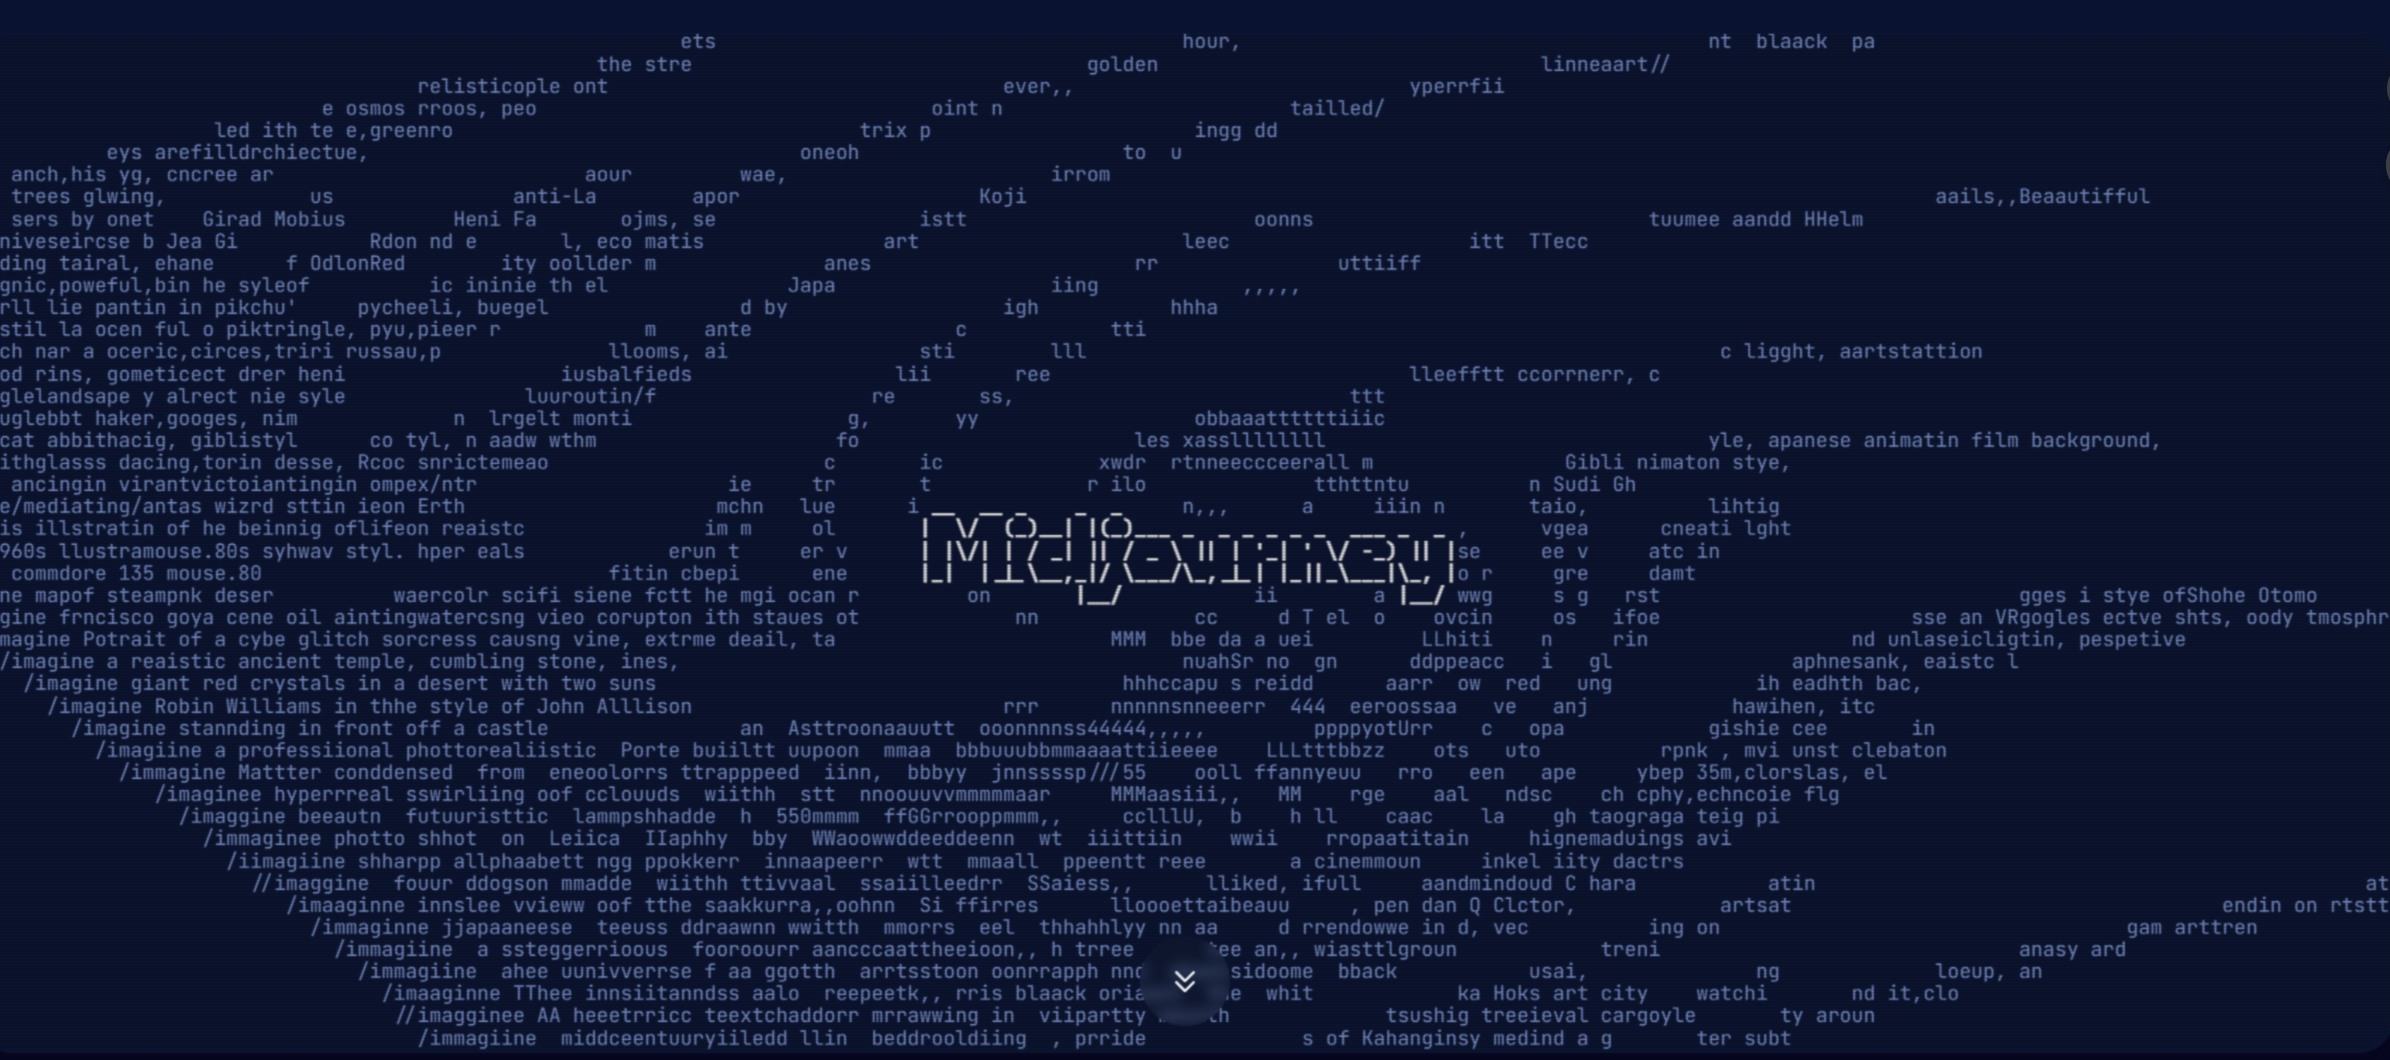 ets hour, nt blaack pa
the stre golden linneaart//
relisticople ont ever,, yperrfii
e osmos rroos, peo oint n tailled/
led ith te e,greenro trix p ingg dd
eys arefilldrchiectue, oneoh to u
anch,his yg, cncree ar aour wae, irrom
trees glwing, us anti-La apor Koji aails,,Beaautifful
sers by onet Girad Mobius Heni Fa ojms, se istt oonns tuumee aandd HHelm
niveseircse b Jea Gi Rdon nd e l, eco matis art leec itt TTecc
ding tairal, ehane f OdlonRed ity oollder m anes rr uttiiff
gnic,poweful,bin he syleof ic ininie th el Japa iing ,,,,,
rll lie pantin in pikchu' pycheeli, buegel d by igh hhha
stil la ocen ful o piktringle, pyu,pieer r m ante c tti
ch nar a oceric,circes,triri russau,p llooms, ai sti lll c ligght, aartstattion
od rins, gometicect drer heni iusbalfieds lii ree lleefftt ccorrnerr, c
glelandsape y alrect nie syle luuroutin/f re ss, ttt
uglebbt haker,googes, nim n lrgelt monti g, yy obbaaattttttiiic
cat abbithacig, giblistyl co tyl, n aadw wthm fo les xassllllllll yle, apanese animatin film background,
ithglasss dacing,torin desse, Rcoc snrictemeao c ic xwdr rtnneeccceerall m Gibli nimaton stye,
ancingin virantvictoiantingin ompex/ntr ie tr t r ilo tthttntu n Sudi Gh
e/mediating/antas wizrd sttin ieon Erth mchn lue i n,,, a iiin n taio, lihtig
is illstratin of he beinnig oflifeon reaistc im m ol , vgea cneati lght
Midjourney
960s llustramouse.80s syhwav styl. hper eals erun t er v se ee v atc in
commdore 135 mouse.80 fitin cbepi ene o r gre damt
ne mapof steampnk deser waercolr scifi siene fctt he mgi ocan r on ii a wwg s g rst gges i stye ofShohe Otomo
gine frncisco goya cene oil aintingwatercsng vieo corupton ith staues ot nn cc d T el o ovcin os ifoe sse an VRgogles ectve shts, oody tmosphr
magine Potrait of a cybe glitch sorcress causng vine, extrme deail, ta MMM bbe da a uei LLhiti n rin nd unlaseicligtin, pespetive
/imagine a reaistic ancient temple, cumbling stone, ines, nuahSr no gn ddppeacc i gl aphnesank, eaistc l
/imagine giant red crystals in a desert with two suns hhhccapu s reidd aarr ow red ung ih eadhth bac,
/imagine Robin Williams in thhe style of John Alllison rrr nnnnnsnneeerr 444 eeroossaa ve anj hawihen, itc
/imagine stannding in front off a castle an Asttroonaauutt ooonnnnss44444,,,,, ppppyotUrr c opa gishie cee in
/imagiine a professiional phottorealiistic Porte buiiltt uupoon mmaa bbbuuubbmmaaaattiieeee LLLtttbbzz ots uto rpnk , mvi unst clebaton
/immagine Mattter conddensed from eneoolorrs ttrapppeed iinn, bbbyy jnnssssp///55 ooll ffannyeuu rro een ape ybep 35m,clorslas, el
/imaginee hyperrreal sswirliing oof cclouuds wiithh stt nnoouuvvmmmmmaar MMMaasiii,, MM rge aal ndsc ch cphy,echncoie flg
/imaggine beeautn futuuristtic lammpshhadde h 550mmmm ffGGrrooppmmm,, cclllU, b h ll caac la gh taograga teig pi
/immaginee photto shhot on Leiica IIaphhy bby WWaoowwddeeddeenn wt iiittiin wwii rropaatitain hignemaduings avi
/iimagiine shharpp allphaabett ngg ppokkerr innaapeerr wtt mmaall ppeentt reee a cinemmoun inkel iity dactrs
//imaggine fouur ddogson mmadde wiithh ttivvaal ssaiilleedrr SSaiess,, lliked, ifull aandmindoud C hara atin at
/imaaginne innslee vvieww oof tthe saakkurra,,oohnn Si ffirres lloooettaibeauu , pen dan Q Clctor, artsat endin on rtstt
/immaginne jjapaaneese teeuss ddraawnn wwitth mmorrs eel thhahhlyy nn aa d rrendowwe in d, vec ing on gam arttren
/imagiine a ssteggerrioous fooroourr aancccaattheeioon,, h trree tee an,, wiasttlgroun treni anasy ard
/immagiine ahee uunivverrse f aa ggotth arrtsstoon oonrrapph nnc sidoome bback usai, ng loeup, an
/imaaginne TThee innsiitanndss aalo reepeetk,, rris blaack oria e whit ka Hoks art city watchi nd it,clo
//imagginee AA heeetrricc teextchaddorr mrrawwing in viipartty th tsushig treeieval cargoyle ty aroun
/immagiine middceentuuryiiledd llin beddrooldiing , prride s of Kahanginsy medind a g ter subt